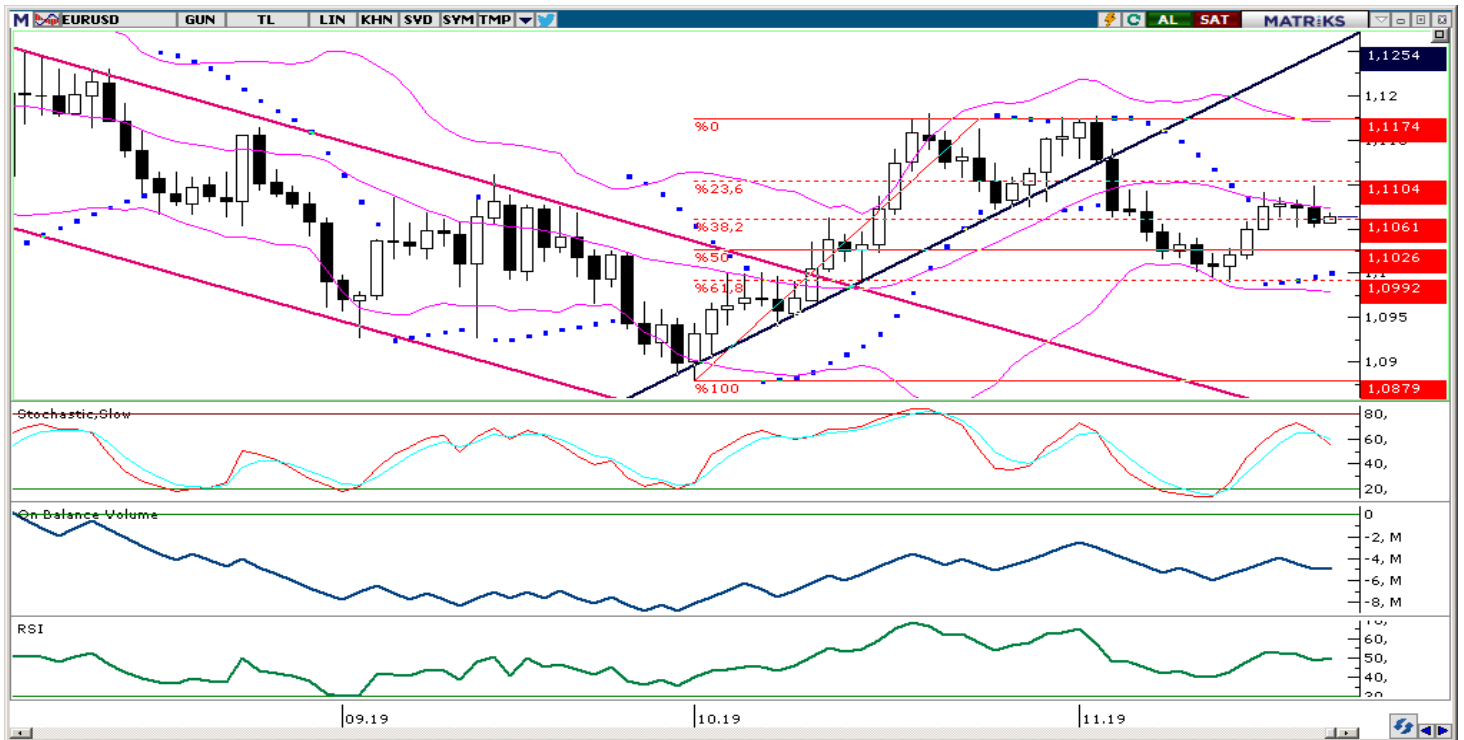 M EURUSD GUN TL LIN KHN SVD SYM TMP AL SAT MATRiKS
1,1254
1,12
%0
1,1174
%23,6
1,1104
%38,2
1,1061
%50
1,1026
%61,8
1,0992
1,095
1,09
%100
1,0879
Stochastic,Slow
80,
60,
40,
20,
On Balance Volume
0
-2, M
-4, M
-6, M
-8, M
RSI
60,
50,
40,
09.19 10.19 11.19